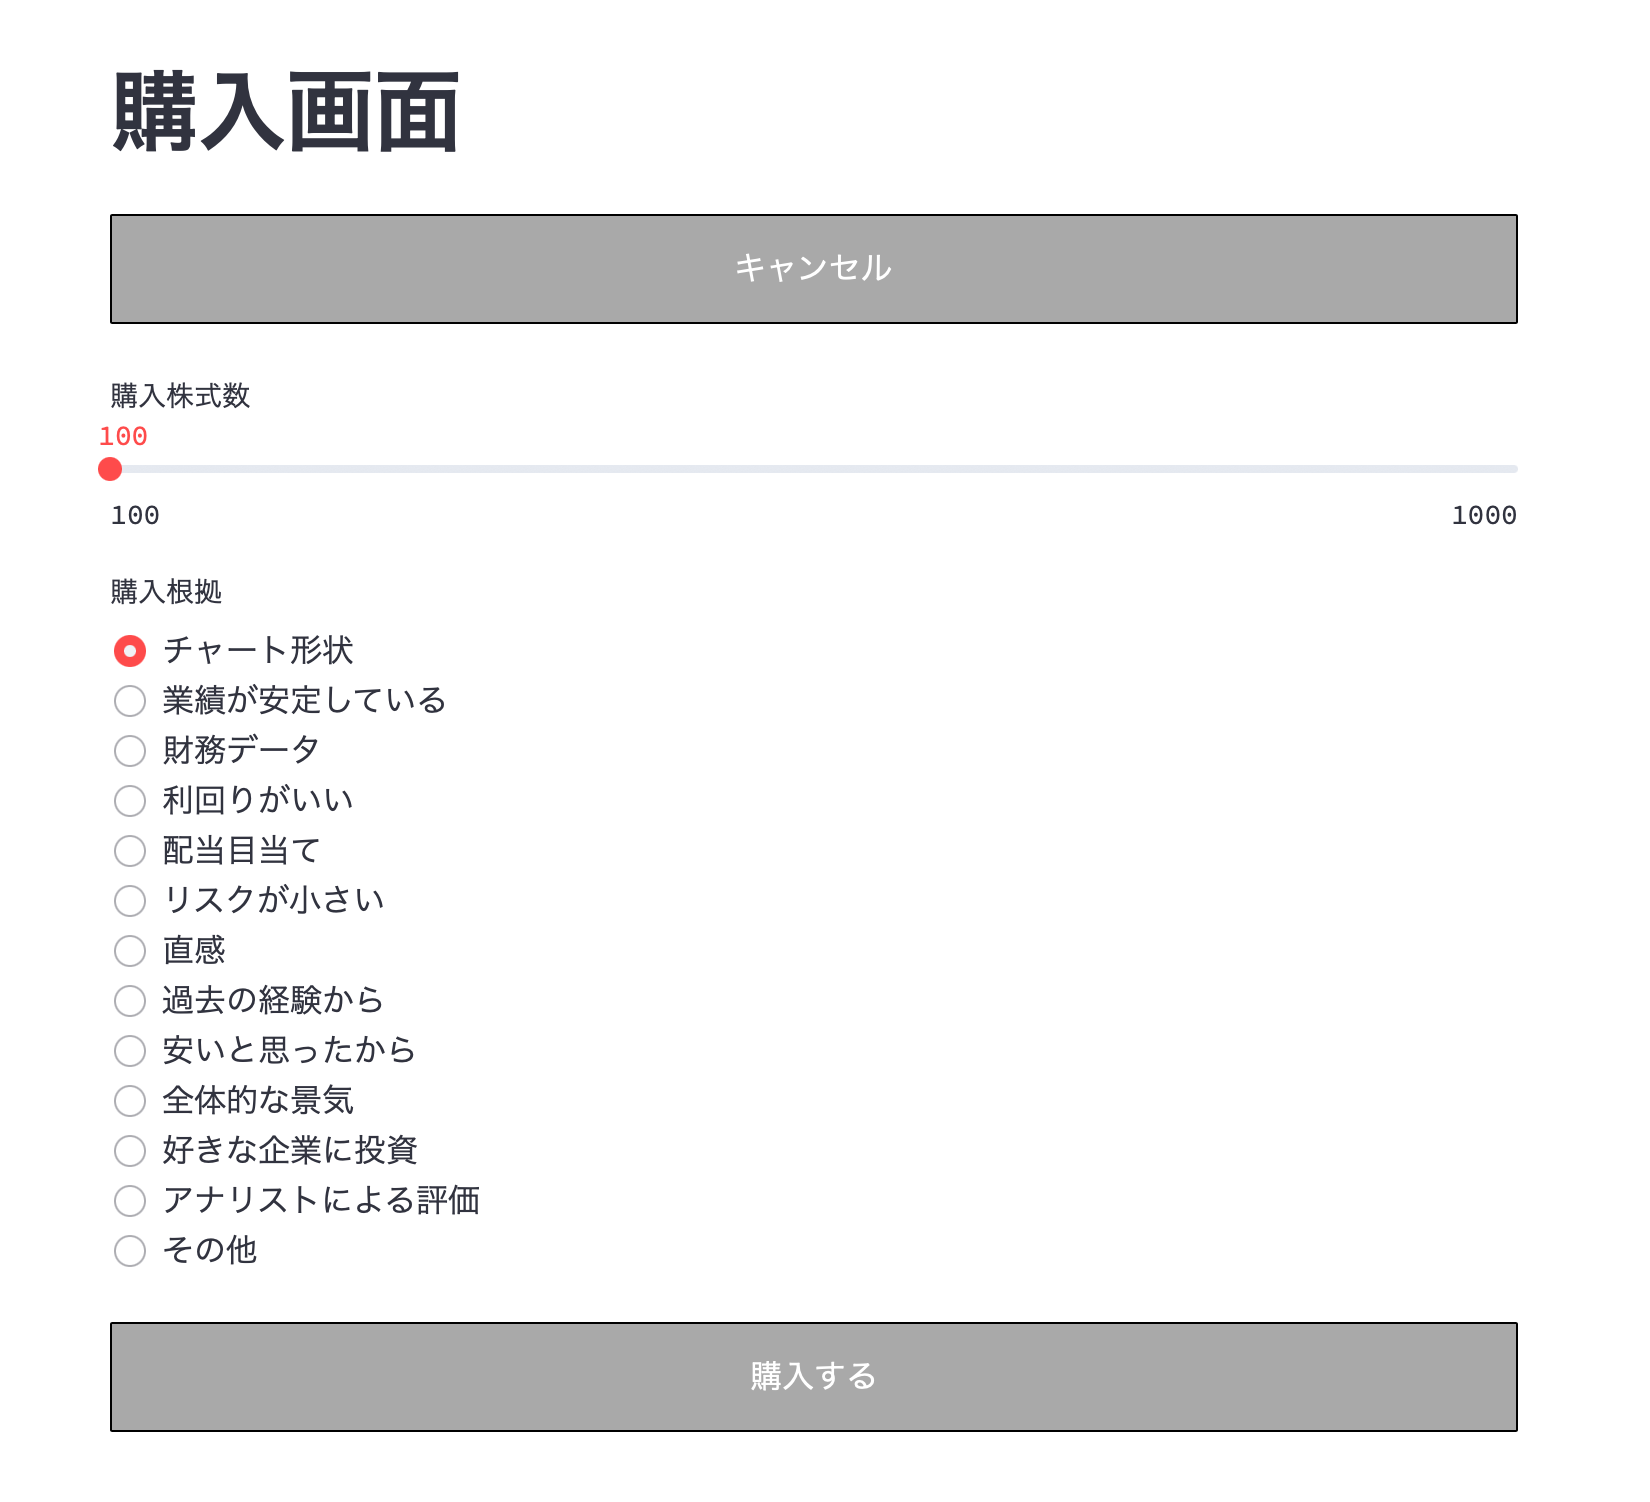 購入画面
キャンセル
購入株式数
100
100 1000
購入根拠
チャート形状
業績が安定している
財務データ
利回りがいい
配当目当て
リスクが小さい
直感
過去の経験から
安いと思ったから
全体的な景気
好きな企業に投資
アナリストによる評価
その他
購入する